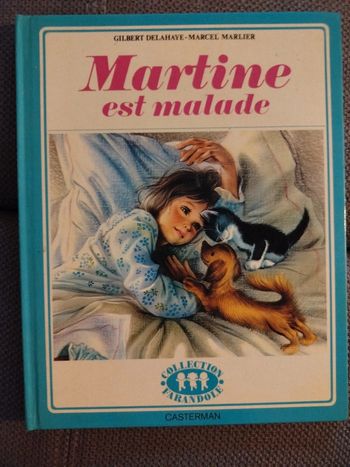 GILBERT DELAHAYE - MARCEL MARLIER
Martine
est malade
COLLECTION
FARANDOLE
CASTERMAN